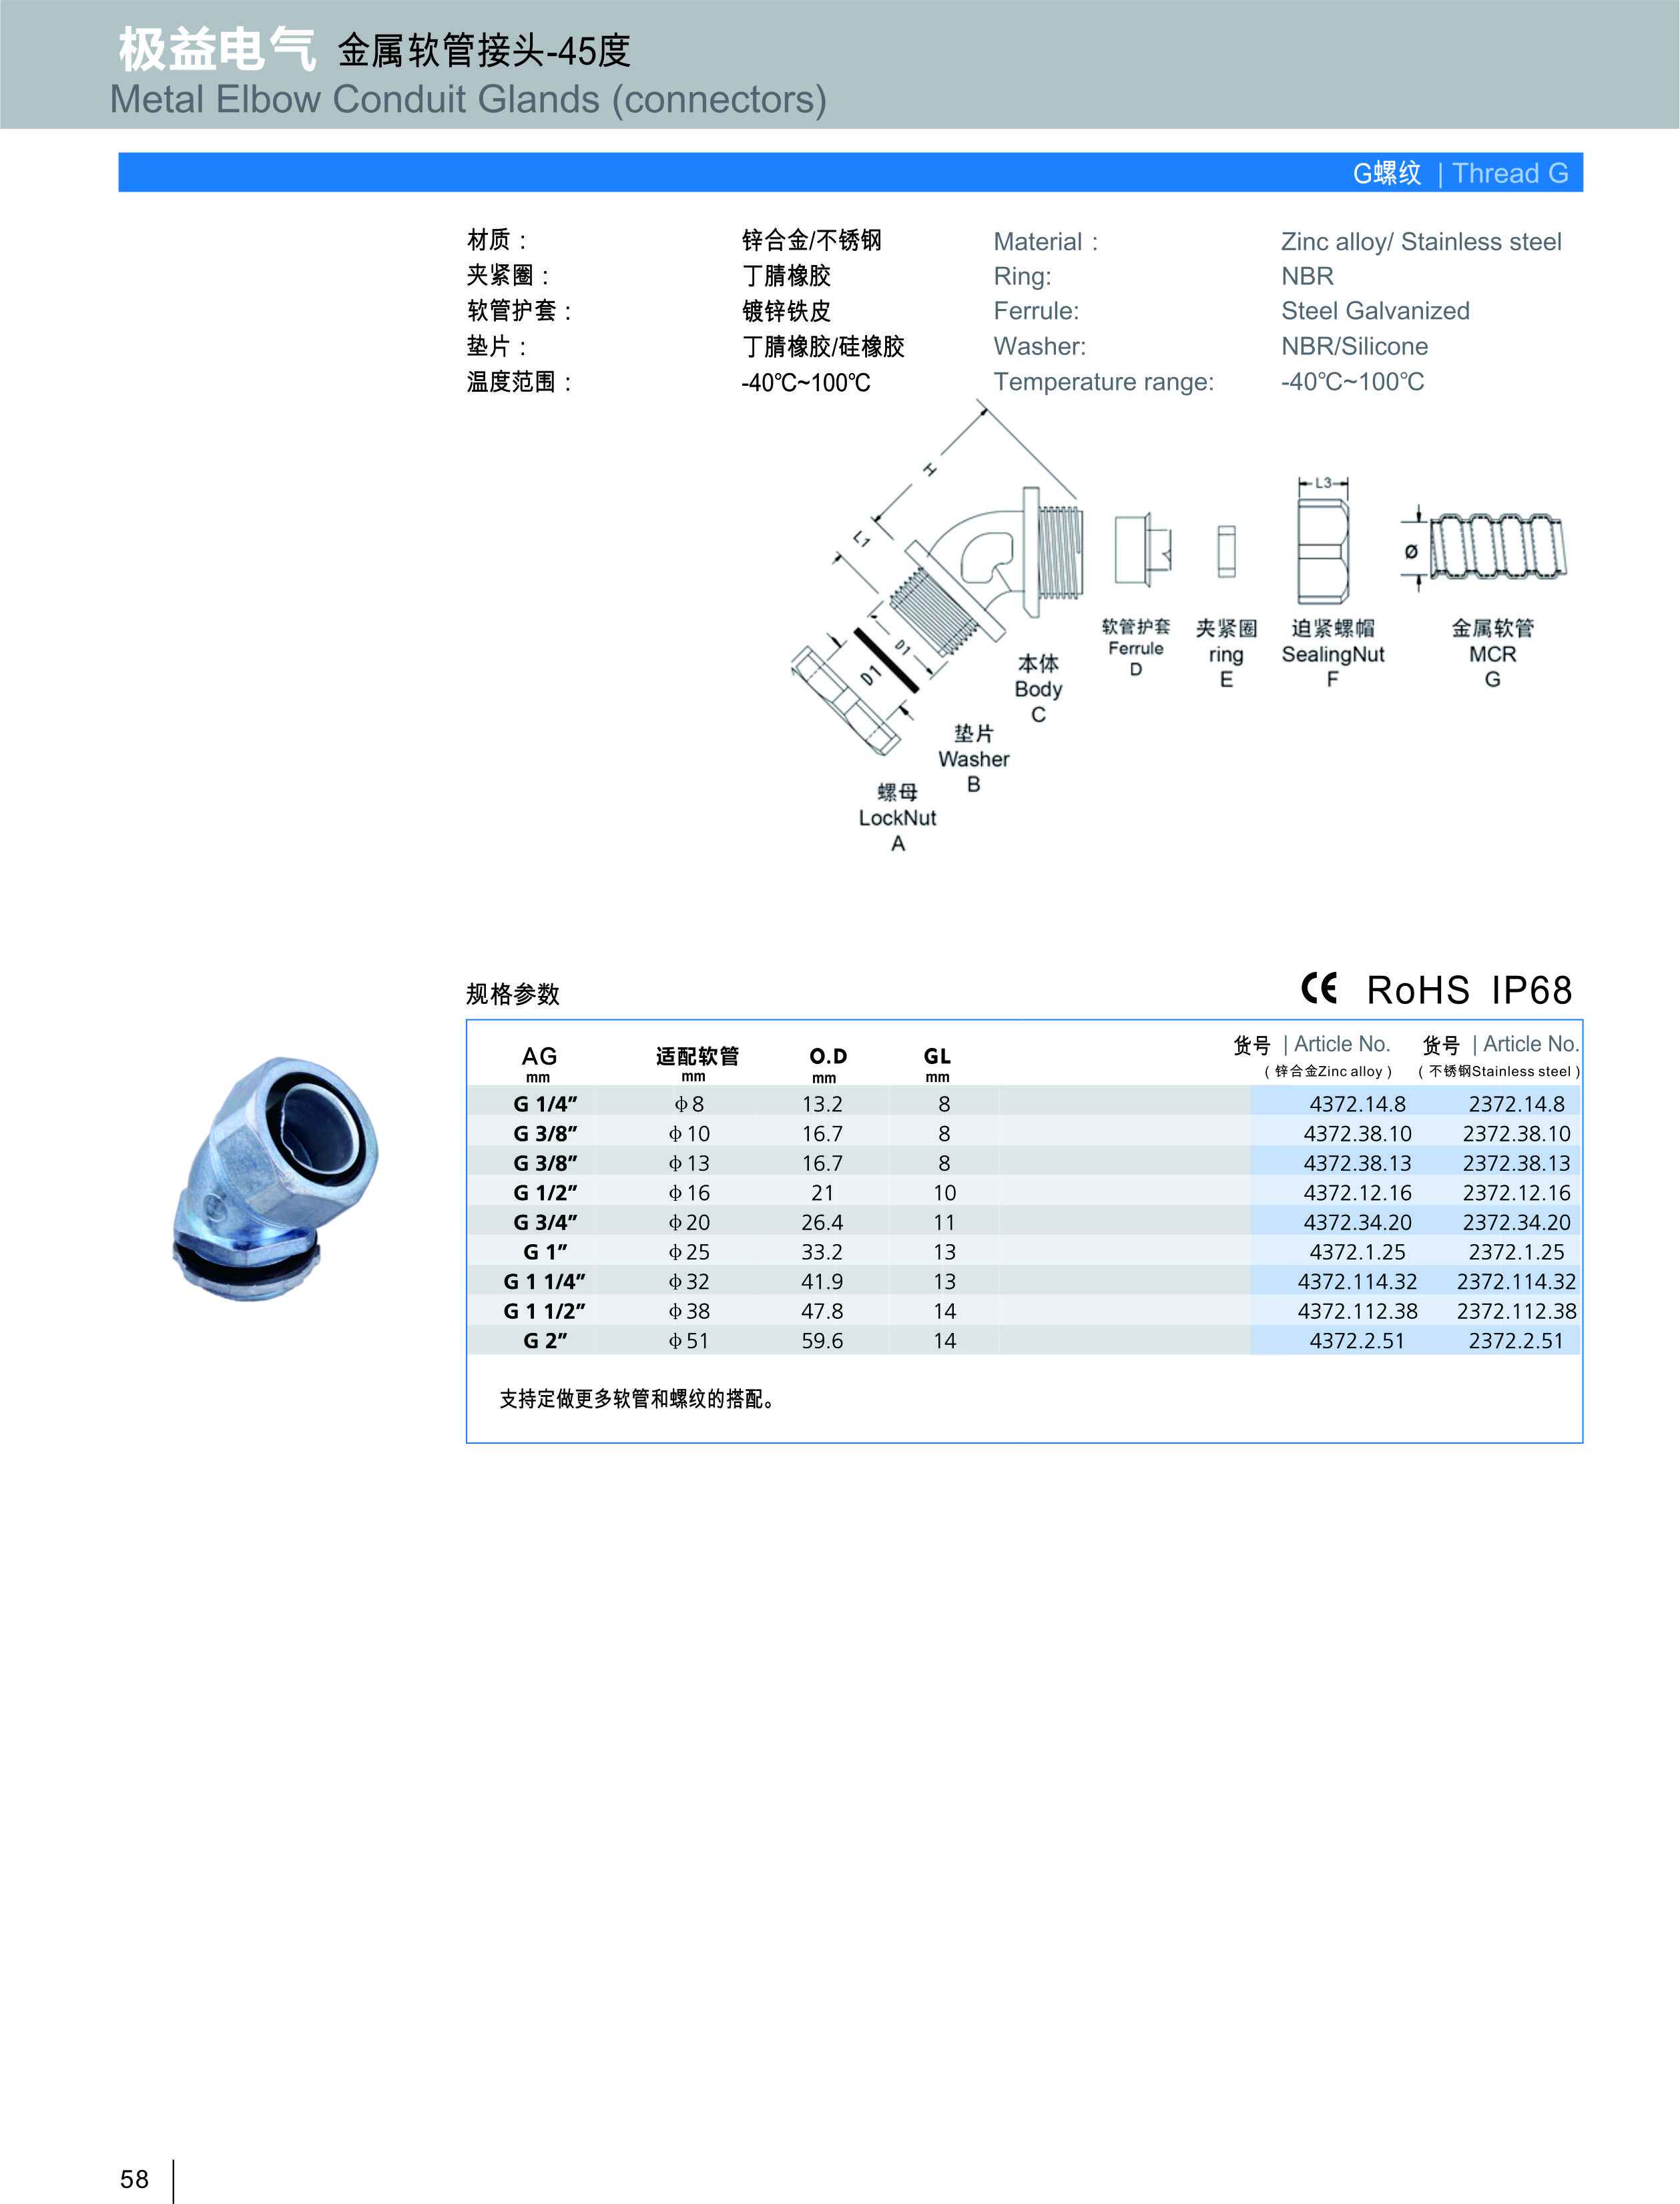 极益电气 金属软管接头-45度
Metal Elbow Conduit Glands (connectors)
G螺纹 | Thread G
材质： 锌合金/不锈钢 Material： Zinc alloy/ Stainless steel
夹紧圈： 丁腈橡胶 Ring: NBR
软管护套： 镀锌铁皮 Ferrule: Steel Galvanized
垫片： 丁腈橡胶/硅橡胶 Washer: NBR/Silicone
温度范围： -40℃~100℃ Temperature range: -40℃~100℃
H
L1
D1
D1
L3
Ø
软管护套
Ferrule
D
夹紧圈
ring
E
迫紧螺帽
SealingNut
F
金属软管
MCR
G
本体
Body
C
垫片
Washer
B
螺母
LockNut
A
规格参数 CE RoHS IP68
AG 适配软管 O.D GL 货号 | Article No. 货号 | Article No.
mm mm mm mm （锌合金Zinc alloy） （不锈钢Stainless steel）
G 1/4” φ8 13.2 8 4372.14.8 2372.14.8
G 3/8” φ10 16.7 8 4372.38.10 2372.38.10
G 3/8” φ13 16.7 8 4372.38.13 2372.38.13
G 1/2” φ16 21 10 4372.12.16 2372.12.16
G 3/4” φ20 26.4 11 4372.34.20 2372.34.20
G 1” φ25 33.2 13 4372.1.25 2372.1.25
G 1 1/4” φ32 41.9 13 4372.114.32 2372.114.32
G 1 1/2” φ38 47.8 14 4372.112.38 2372.112.38
G 2” φ51 59.6 14 4372.2.51 2372.2.51
支持定做更多软管和螺纹的搭配。
58